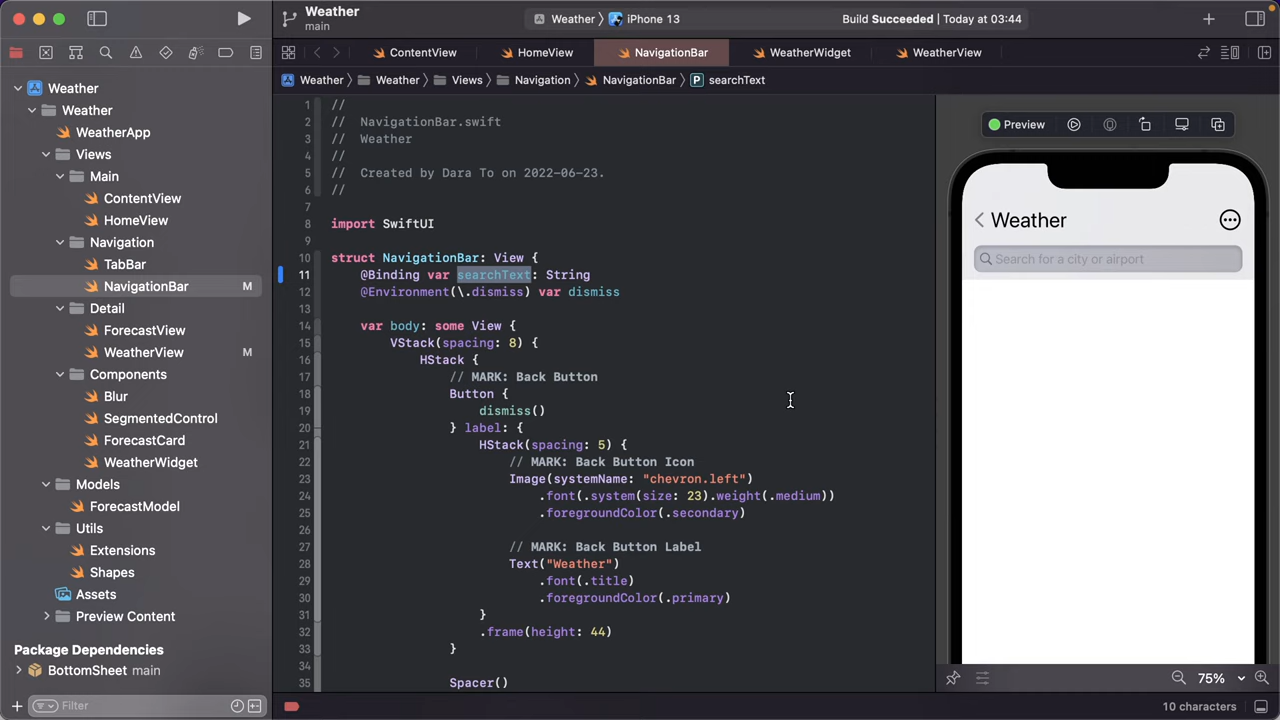 Weather
main
Weather
iPhone 13
Build Succeeded | Today at 03:44
ContentView
HomeView
NavigationBar
WeatherWidget
WeatherView
Weather
Weather
Views
Navigation
NavigationBar
P searchText
Weather
Weather
WeatherApp
Views
Main
ContentView
HomeView
Navigation
TabBar
NavigationBar M
Detail
ForecastView
WeatherView M
Components
Blur
SegmentedControl
ForecastCard
WeatherWidget
Models
ForecastModel
Utils
Extensions
Shapes
Assets
Preview Content
Package Dependencies
BottomSheet main
Filter
1 //
2 //  NavigationBar.swift
3 //  Weather
4 //
5 //  Created by Dara To on 2022-06-23.
6 //
7
8 import SwiftUI
9
10 struct NavigationBar: View {
11     @Binding var searchText: String
12     @Environment(\.dismiss) var dismiss
13
14     var body: some View {
15         VStack(spacing: 8) {
16             HStack {
17                 // MARK: Back Button
18                 Button {
19                     dismiss()
20                 } label: {
21                     HStack(spacing: 5) {
22                         // MARK: Back Button Icon
23                         Image(systemName: "chevron.left")
24                             .font(.system(size: 23).weight(.medium))
25                             .foregroundColor(.secondary)
26
27                         // MARK: Back Button Label
28                         Text("Weather")
29                             .font(.title)
30                             .foregroundColor(.primary)
31                     }
32                     .frame(height: 44)
33                 }
34
35                 Spacer()
Preview
Weather
Search for a city or airport
75%
10 characters